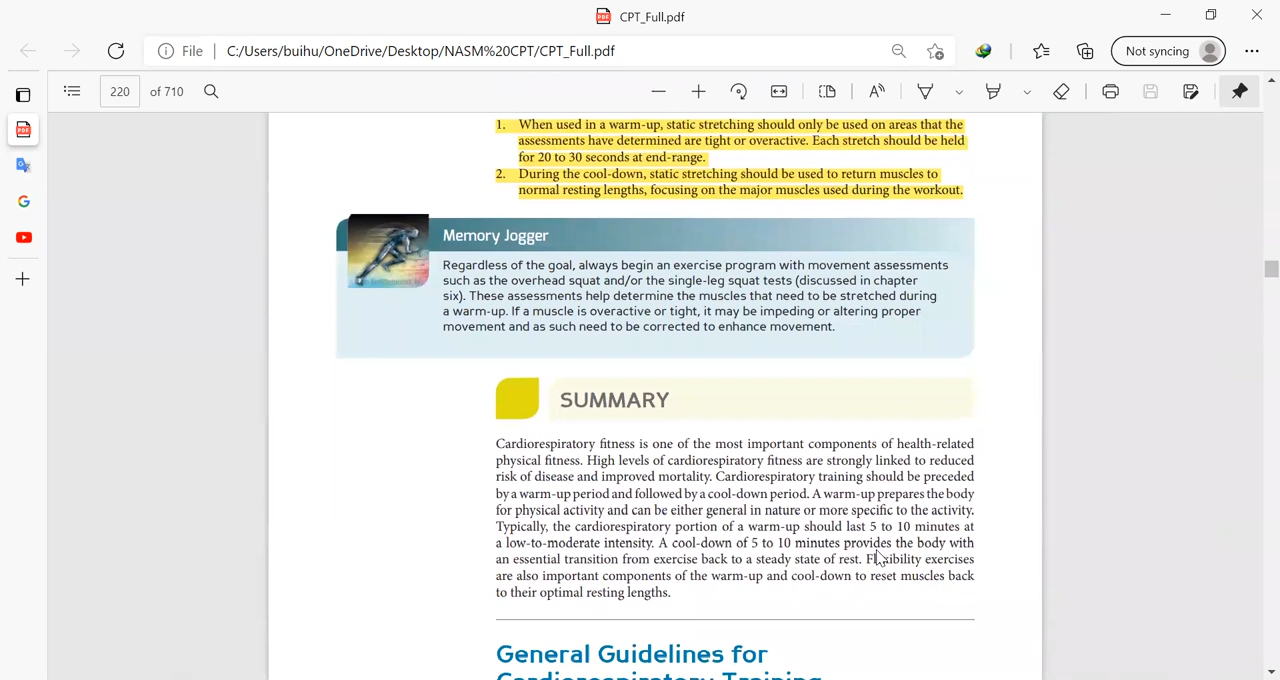 CPT_Full.pdf
File
C:/Users/buihu/OneDrive/Desktop/NASM%20CPT/CPT_Full.pdf
Not syncing
220 of 710
1. When used in a warm-up, static stretching should only be used on areas that the
assessments have determined are tight or overactive. Each stretch should be held
for 20 to 30 seconds at end-range.
2. During the cool-down, static stretching should be used to return muscles to
normal resting lengths, focusing on the major muscles used during the workout.
Memory Jogger
Regardless of the goal, always begin an exercise program with movement assessments
such as the overhead squat and/or the single-leg squat tests (discussed in chapter
six). These assessments help determine the muscles that need to be stretched during
a warm-up. If a muscle is overactive or tight, it may be impeding or altering proper
movement and as such need to be corrected to enhance movement.
SUMMARY
Cardiorespiratory fitness is one of the most important components of health-related
physical fitness. High levels of cardiorespiratory fitness are strongly linked to reduced
risk of disease and improved mortality. Cardiorespiratory training should be preceded
by a warm-up period and followed by a cool-down period. A warm-up prepares the body
for physical activity and can be either general in nature or more specific to the activity.
Typically, the cardiorespiratory portion of a warm-up should last 5 to 10 minutes at
a low-to-moderate intensity. A cool-down of 5 to 10 minutes provides the body with
an essential transition from exercise back to a steady state of rest. Flexibility exercises
are also important components of the warm-up and cool-down to reset muscles back
to their optimal resting lengths.
General Guidelines for
Cardiorespiratory Training